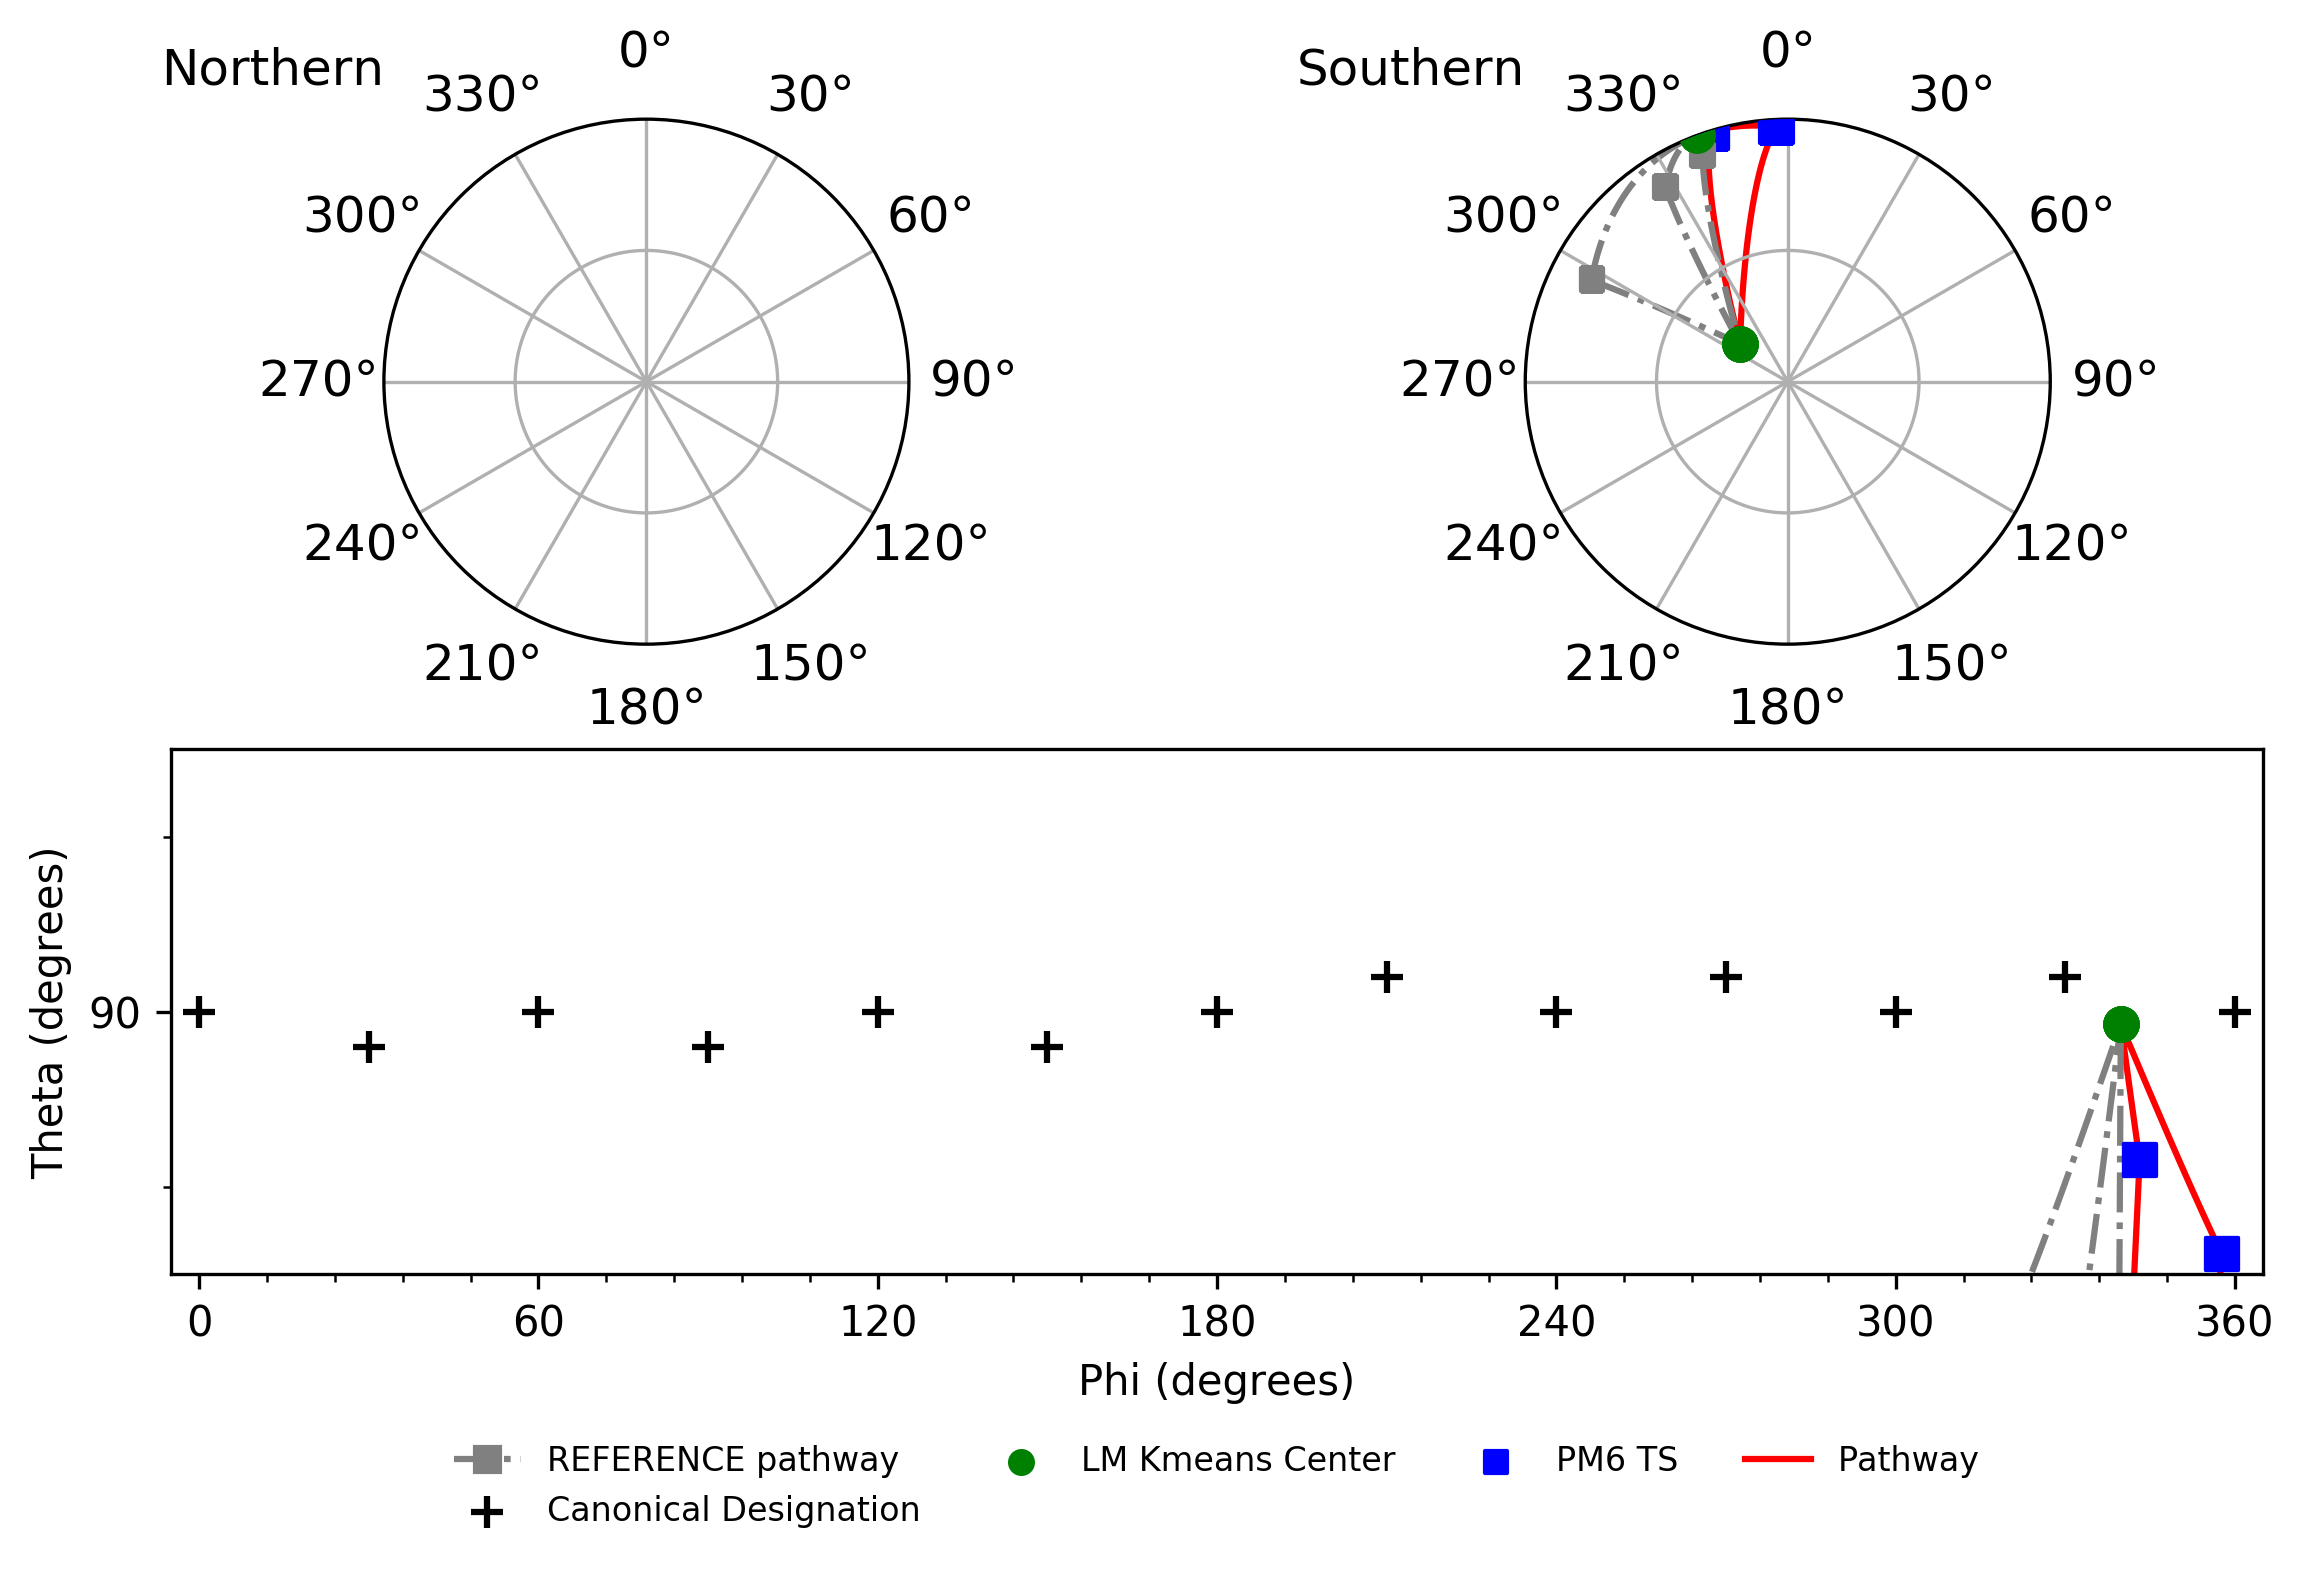 Northern
0°
30°
60°
90°
120°
150°
180°
210°
240°
270°
300°
330°
Southern
0°
30°
60°
90°
120°
150°
180°
210°
240°
270°
300°
330°
Theta (degrees)
90
0 60 120 180 240 300 360
Phi (degrees)
REFERENCE pathway
Canonical Designation
LM Kmeans Center
PM6 TS
Pathway